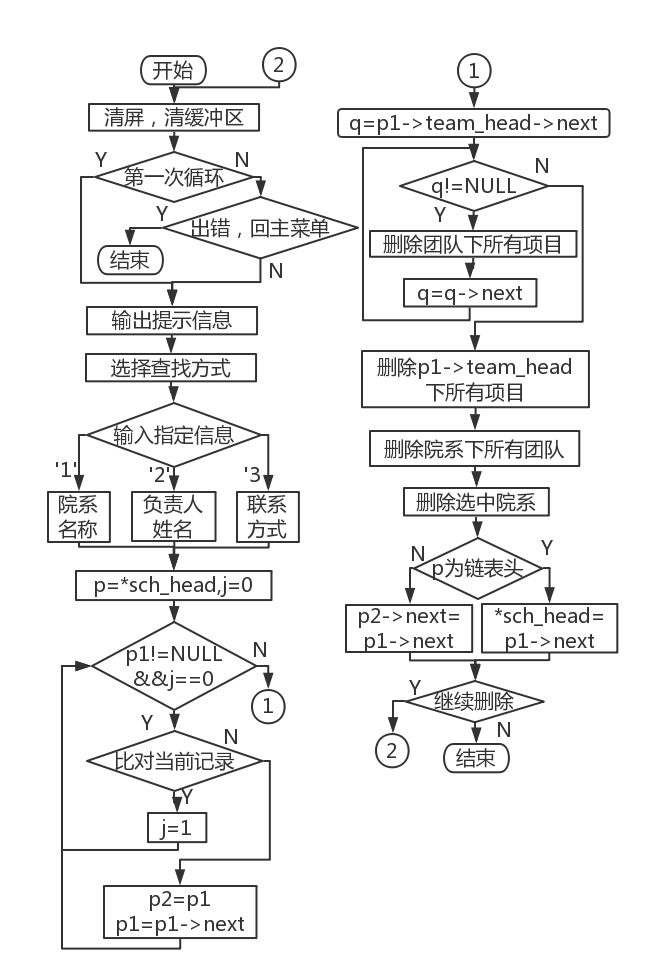 开始
2
清屏，清缓冲区
Y
N
第一次循环
Y
出错，回主菜单
结束
N
输出提示信息
选择查找方式
输入指定信息
'1'
'2'
'3
院系
名称
负责人
姓名
联系
方式
p=*sch_head,j=0
p1!=NULL
&&j==0
N
1
Y
N
比对当前记录
Y
j=1
p2=p1
p1=p1->next
1
q=p1->team_head->next
N
q!=NULL
Y
删除团队下所有项目
q=q->next
删除p1->team_head
下所有项目
删除院系下所有团队
删除选中院系
N
Y
p为链表头
p2->next=
p1->next
*sch_head=
p1->next
Y
继续删除
N
2
结束